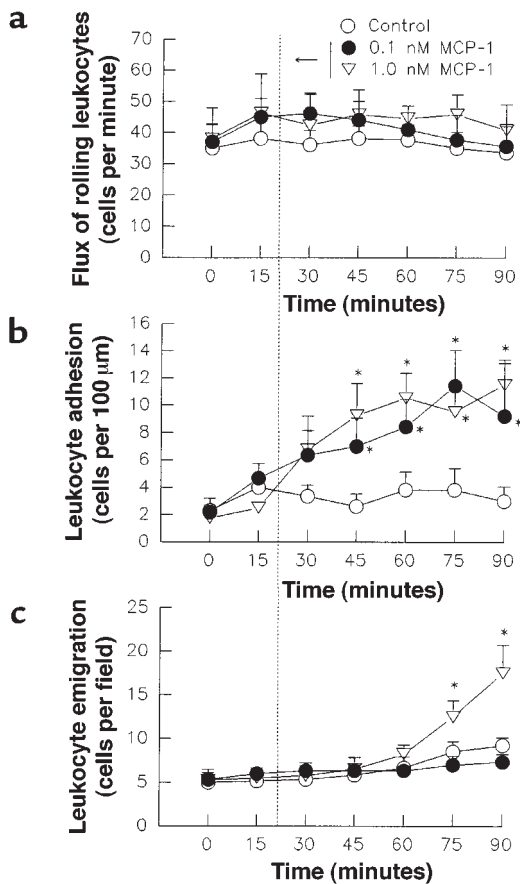 a
Control
0.1 nM MCP-1
1.0 nM MCP-1
Flux of rolling leukocytes
(cells per minute)
70
60
50
40
30
20
10
0
0 15 30 45 60 75 90
Time (minutes)
b
Leukocyte adhesion
(cells per 100 µm)
16
14
12
10
8
6
4
2
0
* * * *
* * * *
0 15 30 45 60 75 90
Time (minutes)
c
Leukocyte emigration
(cells per field)
25
20
15
10
5
0
* *
0 15 30 45 60 75 90
Time (minutes)